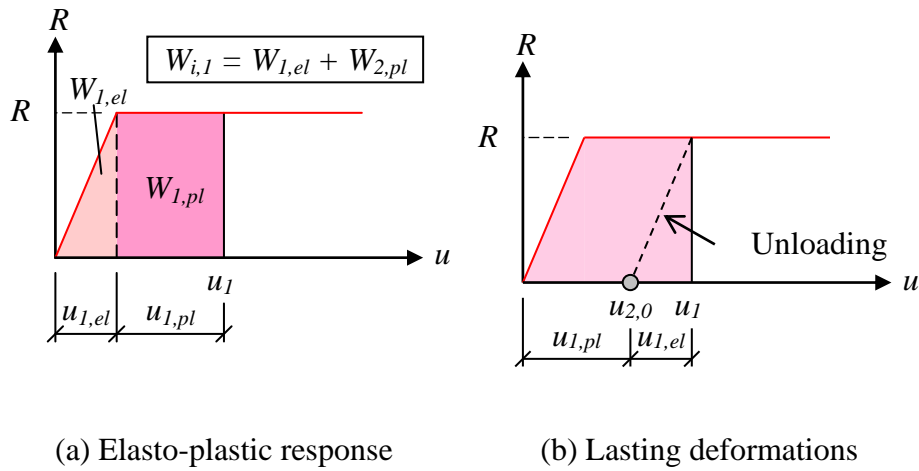 R
W_{i,1} = W_{1,el} + W_{2,pl}
W_{1,el}
R
W_{1,pl}
u_1
u
u_{1,el}
u_{1,pl}
R
R
Unloading
u_{2,0}
u_1
u
u_{1,pl}
u_{1,el}
(a) Elasto-plastic response
(b) Lasting deformations